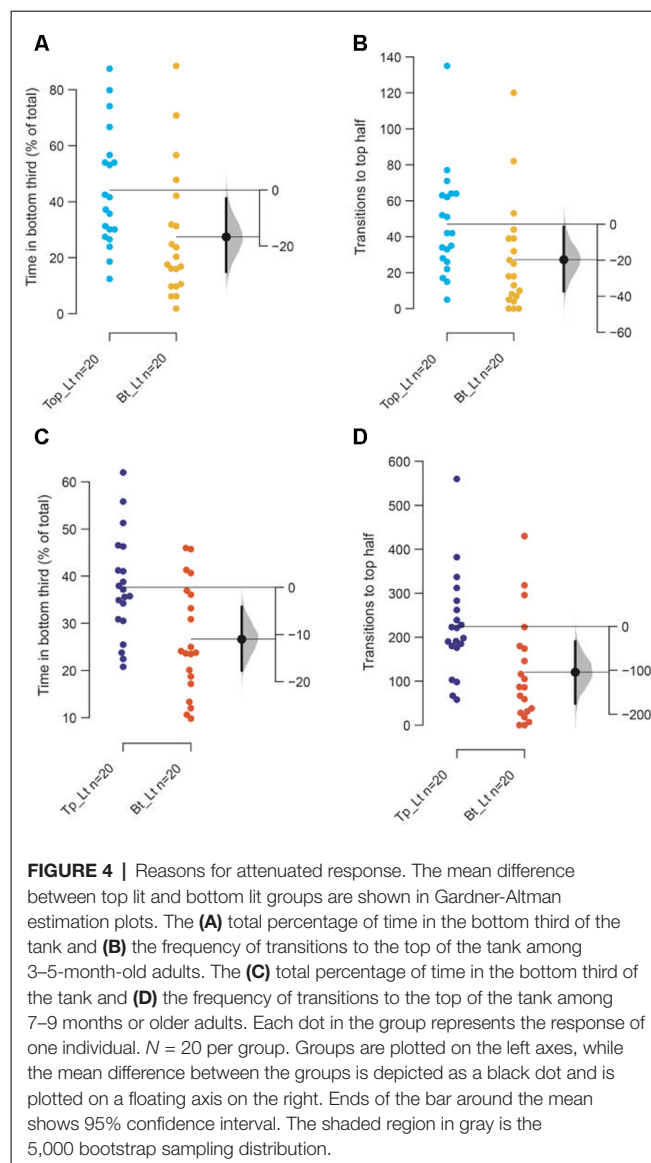 A
B
Time in bottom third (% of total)
80
60
40
20
0
0
−20
Top_Lt n=20
Bt_Lt n=20
Transitions to top half
140
120
100
80
60
40
20
0
0
−20
−40
−60
Top_Lt n=20
Bt_Lt n=20
C
D
Time in bottom third (% of total)
60
50
40
30
20
10
0
−10
−20
Tp_Lt n=20
Bt_Lt n=20
Transitions to top half
600
500
400
300
200
100
0
0
−100
−200
Tp_Lt n=20
Bt_Lt n=20
FIGURE 4 | Reasons for attenuated response. The mean difference
between top lit and bottom lit groups are shown in Gardner-Altman
estimation plots. The (A) total percentage of time in the bottom third of the
tank and (B) the frequency of transitions to the top of the tank among
3–5-month-old adults. The (C) total percentage of time in the bottom third of
the tank and (D) the frequency of transitions to the top of the tank among
7–9 months or older adults. Each dot in the group represents the response of
one individual. N = 20 per group. Groups are plotted on the left axes, while
the mean difference between the groups is depicted as a black dot and is
plotted on a floating axis on the right. Ends of the bar around the mean
shows 95% confidence interval. The shaded region in gray is the
5,000 bootstrap sampling distribution.